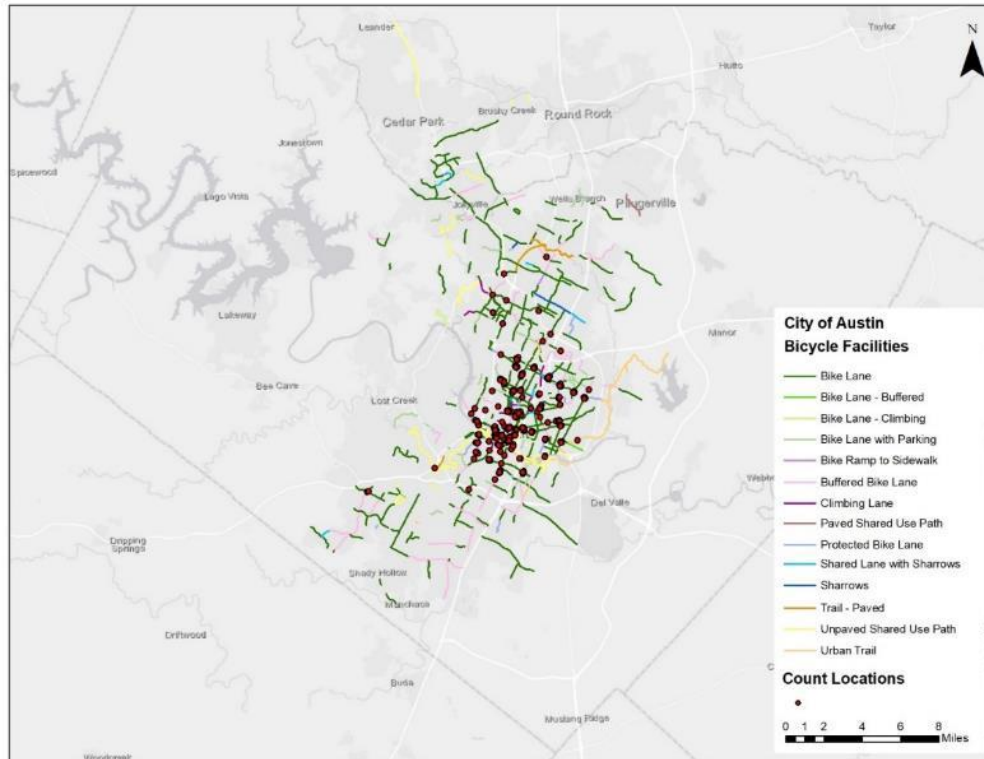 Leander
Taylor
N
Hutto
Brushy Creek
Round Rock
Cedar Park
Jonestown
Spicewood
Lago Vista
Jollyville
Wells Branch
Pflugerville
Lakeway
Manor
Bee Cave
Lost Creek
City of Austin
Bicycle Facilities
Bike Lane
Bike Lane - Buffered
Bike Lane - Climbing
Bike Lane with Parking
Bike Ramp to Sidewalk
Buffered Bike Lane
Climbing Lane
Paved Shared Use Path
Protected Bike Lane
Shared Lane with Sharrows
Sharrows
Trail - Paved
Unpaved Shared Use Path
Urban Trail
Count Locations
0 1 2 4 6 8
Miles
Webb
Del Valle
Dripping
Springs
Shady Hollow
Manchaca
Driftwood
Buda
Mustang Ridge